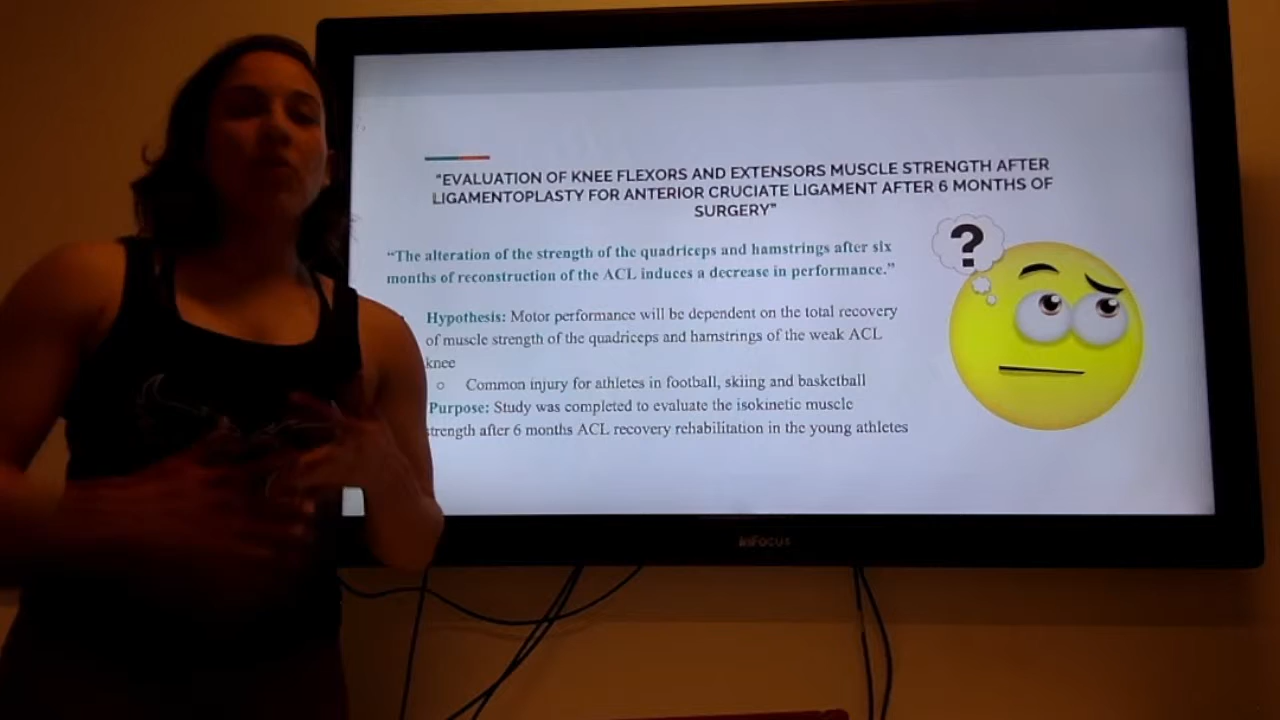 "EVALUATION OF KNEE FLEXORS AND EXTENSORS MUSCLE STRENGTH AFTER
LIGAMENTOPLASTY FOR ANTERIOR CRUCIATE LIGAMENT AFTER 6 MONTHS OF
SURGERY"
"The alteration of the strength of the quadriceps and hamstrings after six
months of reconstruction of the ACL induces a decrease in performance."
Hypothesis: Motor performance will be dependent on the total recovery
of muscle strength of the quadriceps and hamstrings of the weak ACL
knee
o Common injury for athletes in football, skiing and basketball
Purpose: Study was completed to evaluate the isokinetic muscle
strength after 6 months ACL recovery rehabilitation in the young athletes
?
InFocus